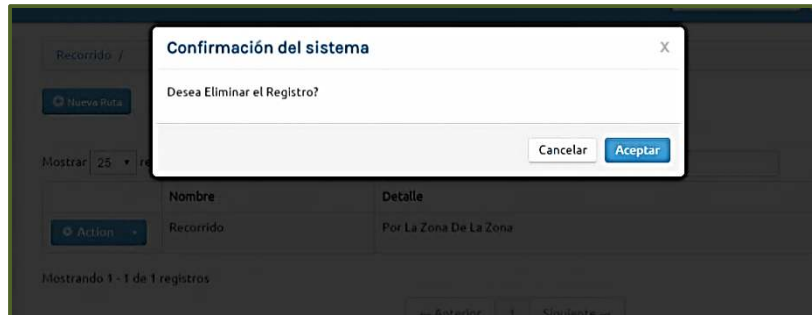 Confirmación del sistema X
Recorrido /
Desea Eliminar el Registro?
Nueva Ruta
Cancelar Aceptar
Mostrar 25 re
Nombre Detalle
Action Recorrido Por La Zona De La Zona
Mostrando 1 - 1 de 1 registros
← Anterior 1 Siguiente →